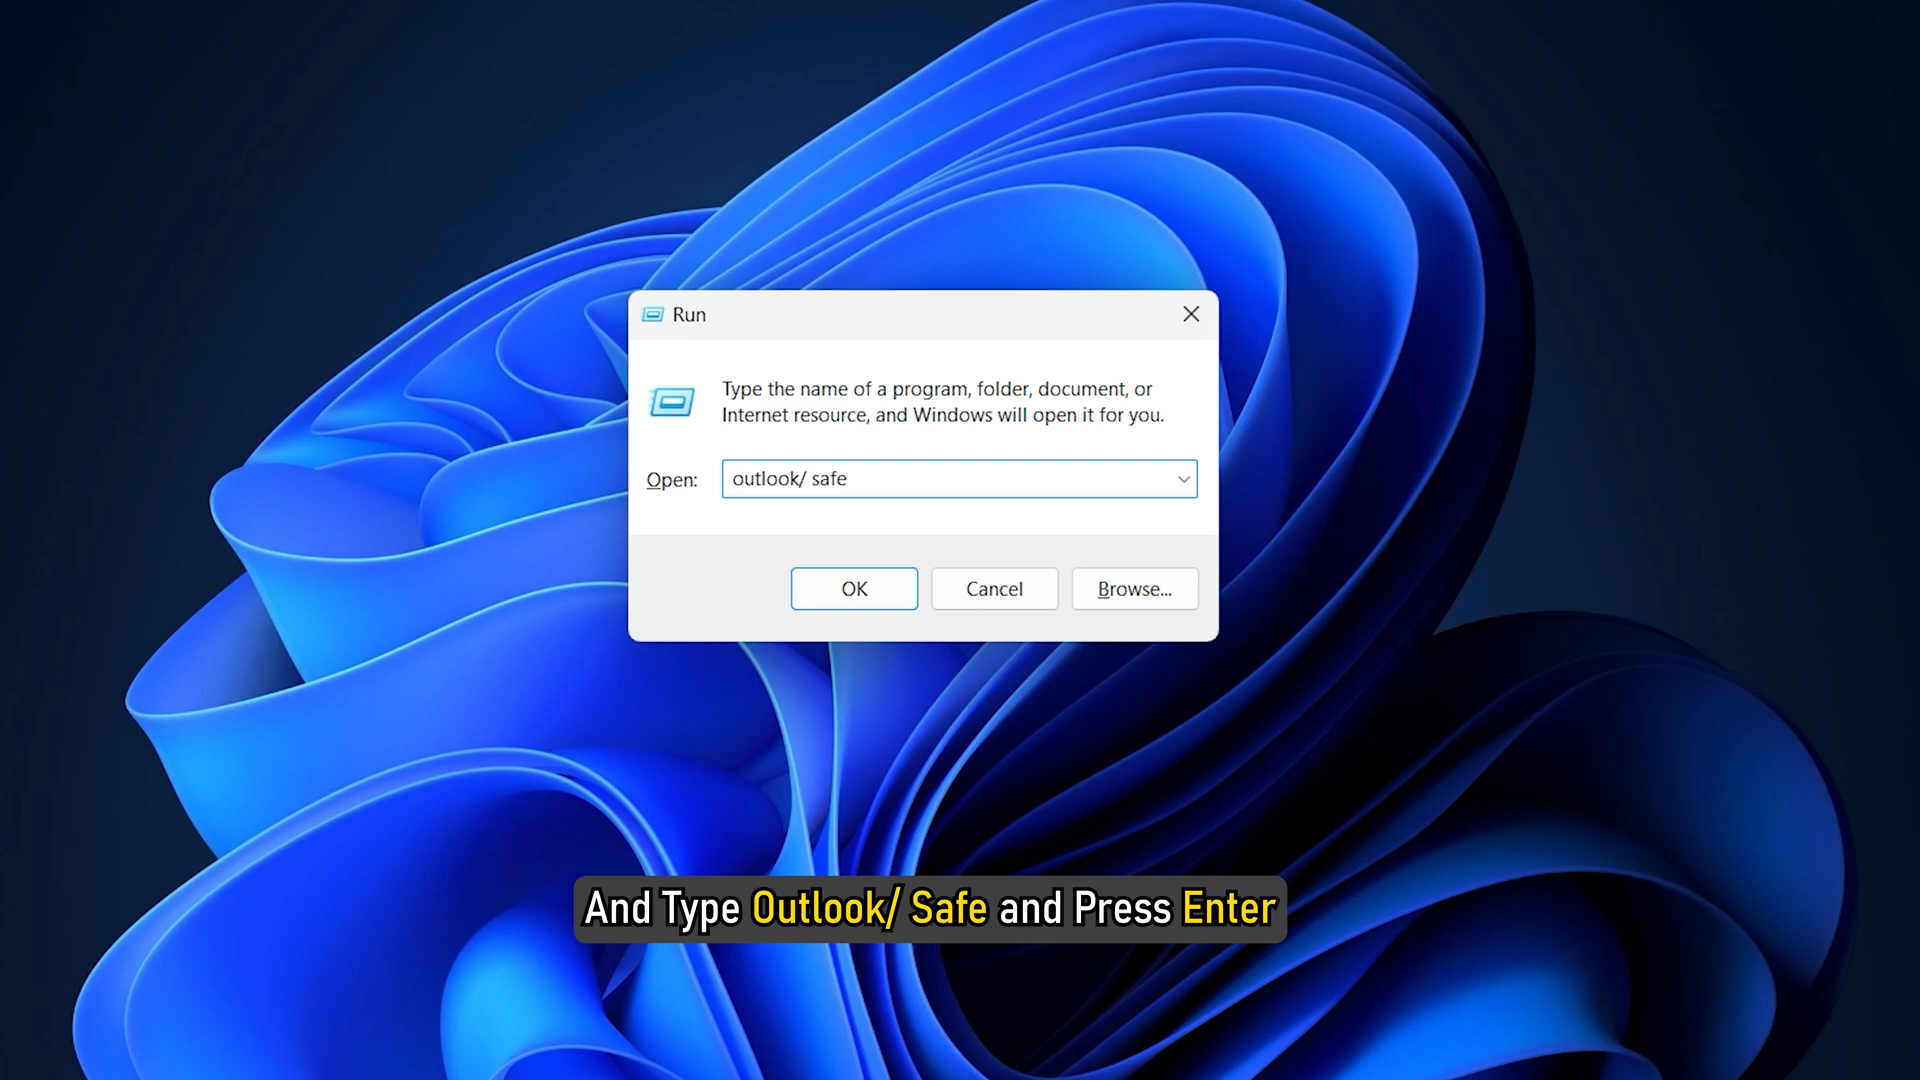 Run
Type the name of a program, folder, document, or
Internet resource, and Windows will open it for you.
Open: outlook/ safe
OK Cancel Browse...
And Type Outlook/ Safe and Press Enter